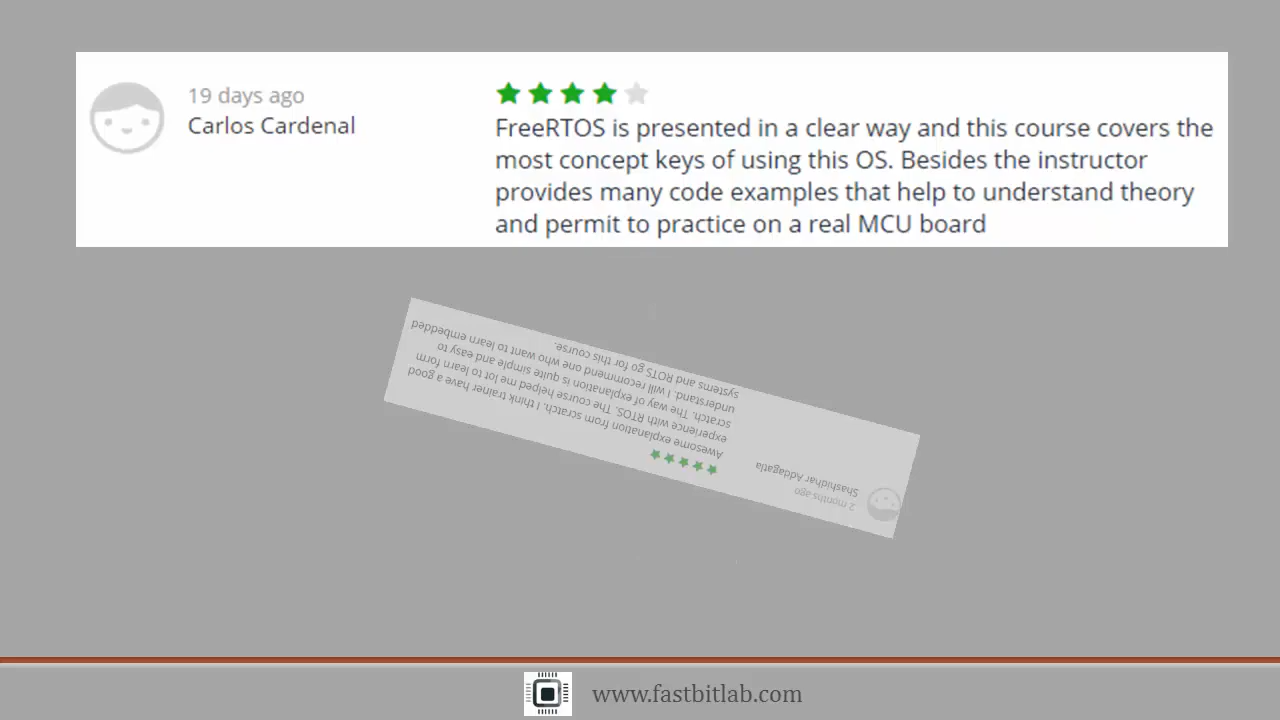 19 days ago
Carlos Cardenal
FreeRTOS is presented in a clear way and this course covers the
most concept keys of using this OS. Besides the instructor
provides many code examples that help to understand theory
and permit to practice on a real MCU board
2 months ago
Shashidhar Addagatla
Awesome explanation from scratch. I think trainer have a good
experience with RTOS. The course helped me lot to learn form
scratch. The way of explanation is quite simple and easy to
understand. I will recommend one who want to learn embedded
systems and ROTS go for this course.
www.fastbitlab.com